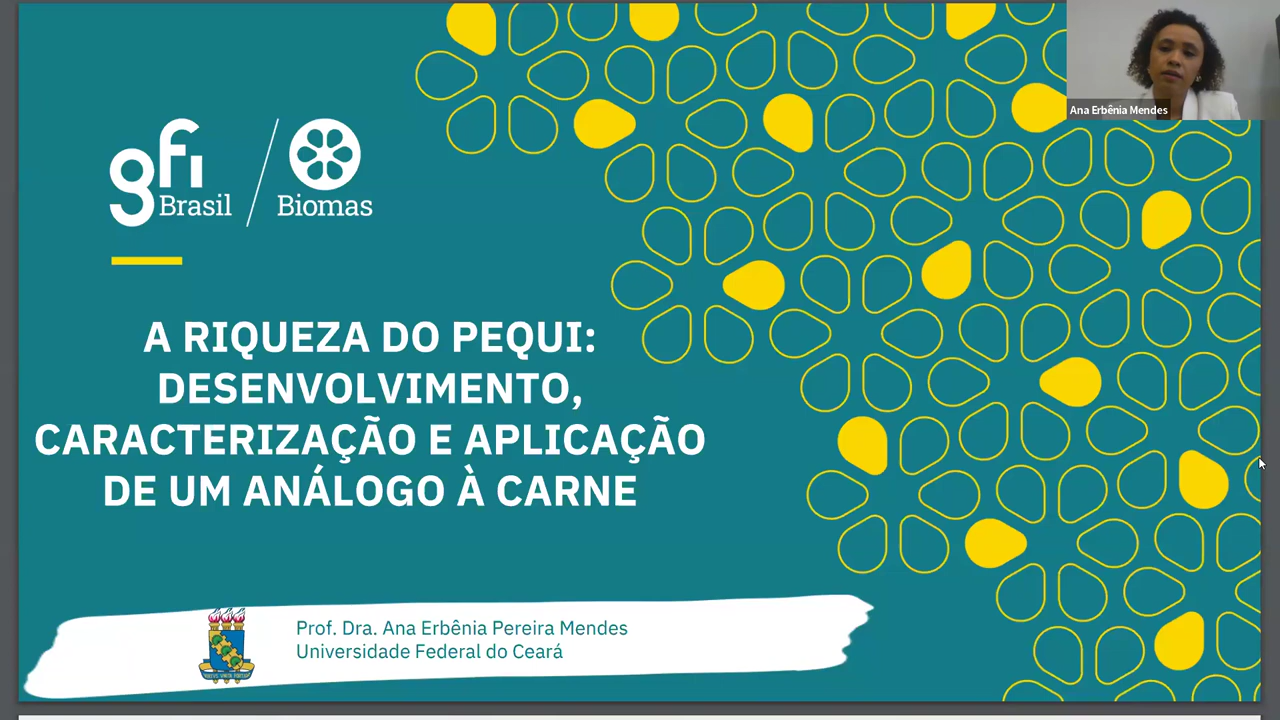 gfi
Brasil
Biomas
Ana Erbênia Mendes
A RIQUEZA DO PEQUI:
DESENVOLVIMENTO,
CARACTERIZAÇÃO E APLICAÇÃO
DE UM ANÁLOGO À CARNE
Prof. Dra. Ana Erbênia Pereira Mendes
Universidade Federal do Ceará